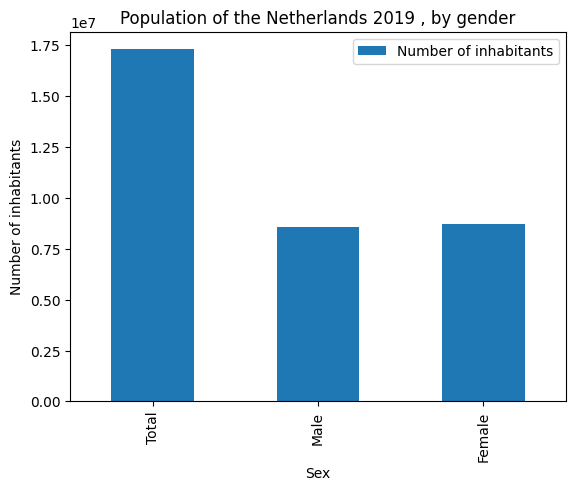 Population of the Netherlands 2019 , by gender
1e7
Number of inhabitants
1.75
1.50
1.25
1.00
0.75
0.50
0.25
0.00
Number of inhabitants
Total
Male
Female
Sex